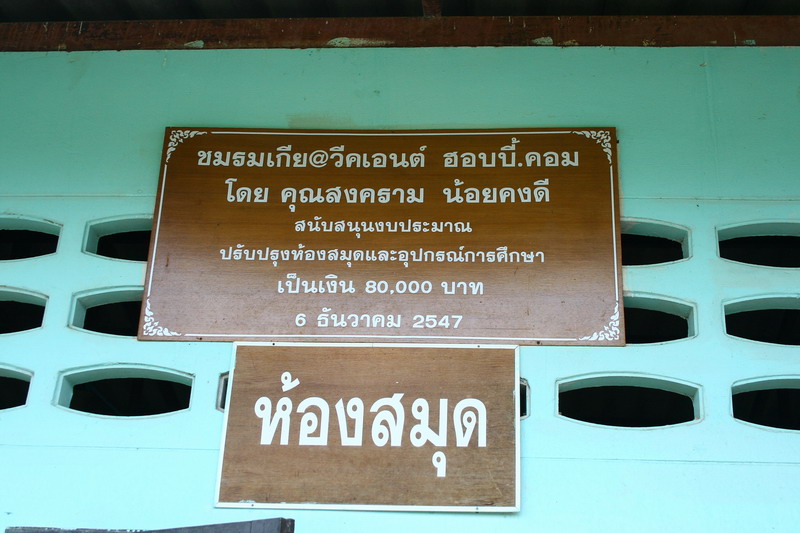 ชมรมเกีย@วีคเอนต์ ฮอบบี้.คอม
โดย คุณสงคราม น้อยคงดี
สนับสนุนงบประมาณ
ปรับปรุงห้องสมุดและอุปกรณ์การศึกษา
เป็นเงิน 80,000 บาท
6 ธันวาคม 2547
ห้องสมุด